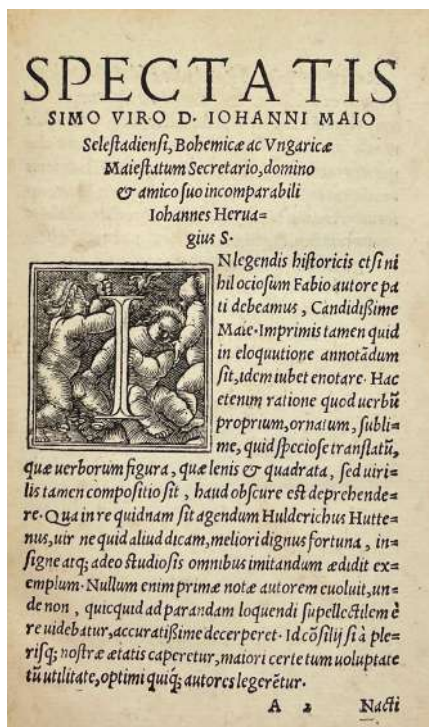 SPECTATIS
SIMO VIRO D. IOHANNI MAIO
Seleſtadienſi, Bohemicæ ac Vngaricæ
Maieſtatum Secretario, domino
& amico ſuo incomparabili
Iohannes Herua=
gius S.
INlegendis hiſtoricis etſi ni
hil ocioſum Fabio autore pa
ti debeamus, Candidißime
Maie. Imprimis tamen quid
in eloquutione annotãdum
ſit, idem iubet enotare. Hac
etenim ratione quod uerbũ
proprium, ornatum, ſubli=
me, quid ſpecioſe tranſlatũ,
quæ uerborum figura, quæ lenis & quadrata, ſed uiri=
lis tamen compoſitio ſit, haud obſcure eſt deprehende=
re. Qua in re quidnam ſit agendum Hulderichus Hutte=
nus, uir ne quid aliud dicam, meliori dignus fortuna, in=
ſigne atq; adeo ſtudioſis omnibus imitandum ædidit ex=
emplum. Nullum enim primæ notæ autorem euoluit, un=
de non, quicquid ad parandam loquendi ſupellectilem è
re uidebatur, accuratißime decerperet. Id cõſilij ſi à ple=
riſq; noſtræ ætatis caperetur, maiori certe tum uoluptate
tũ utilitate, optimi quiq; autores legerẽtur.
A 2 Nacti